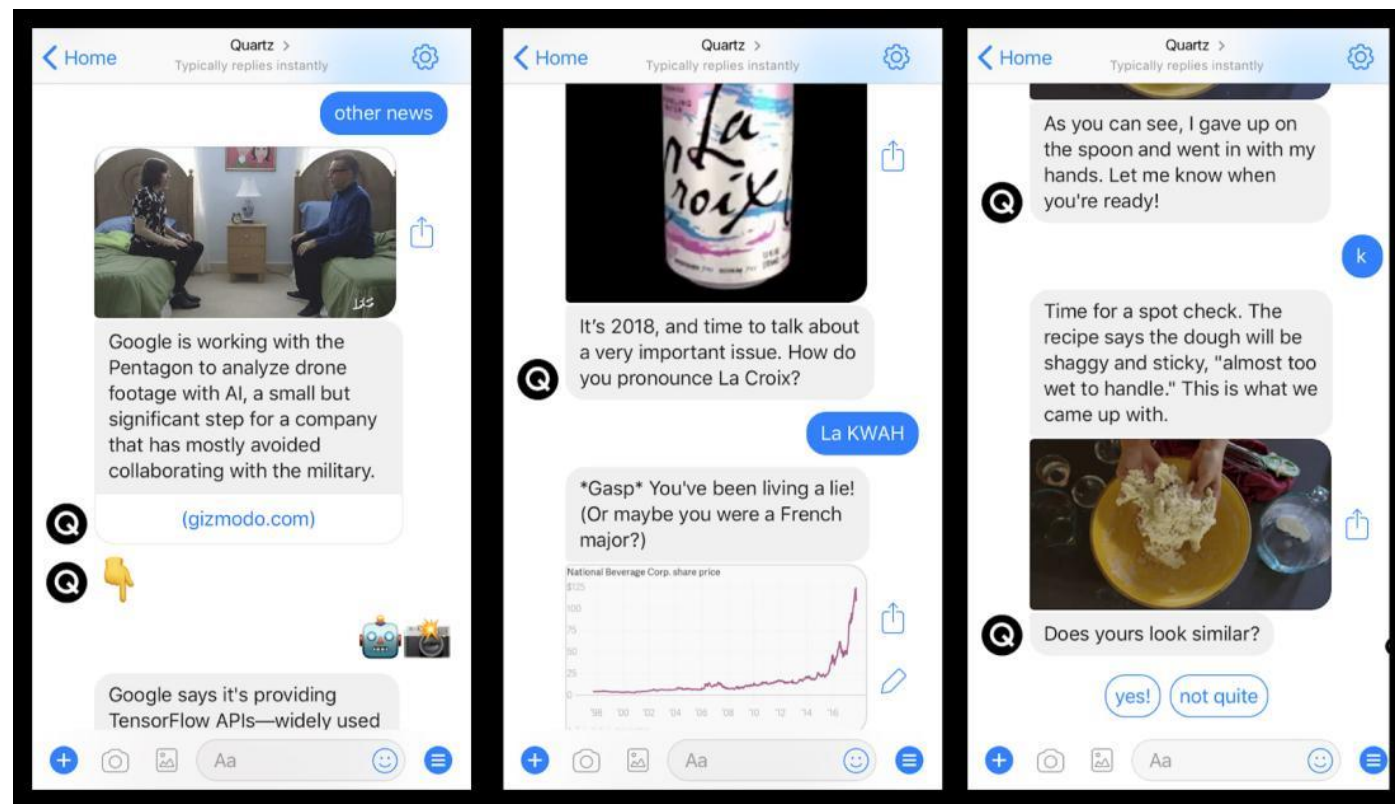 Home
Quartz >
Typically replies instantly
other news
IFC
Google is working with the
Pentagon to analyze drone
footage with AI, a small but
significant step for a company
that has mostly avoided
collaborating with the military.
(gizmodo.com)
Q
Q
Google says it's providing
TensorFlow APIs—widely used
Aa
Home
Quartz >
Typically replies instantly
La
Croix
It's 2018, and time to talk about
a very important issue. How do
you pronounce La Croix?
Q
La KWAH
*Gasp* You've been living a lie!
(Or maybe you were a French
major?)
National Beverage Corp. share price
$125
100
75
50
25
0
'98 '00 '02 '04 '06 '08 '10 '12 '14 '16
Aa
Home
Quartz >
Typically replies instantly
As you can see, I gave up on
the spoon and went in with my
hands. Let me know when
you're ready!
Q
k
Time for a spot check. The
recipe says the dough will be
shaggy and sticky, "almost too
wet to handle." This is what we
came up with.
Q
Does yours look similar?
yes! not quite
Aa